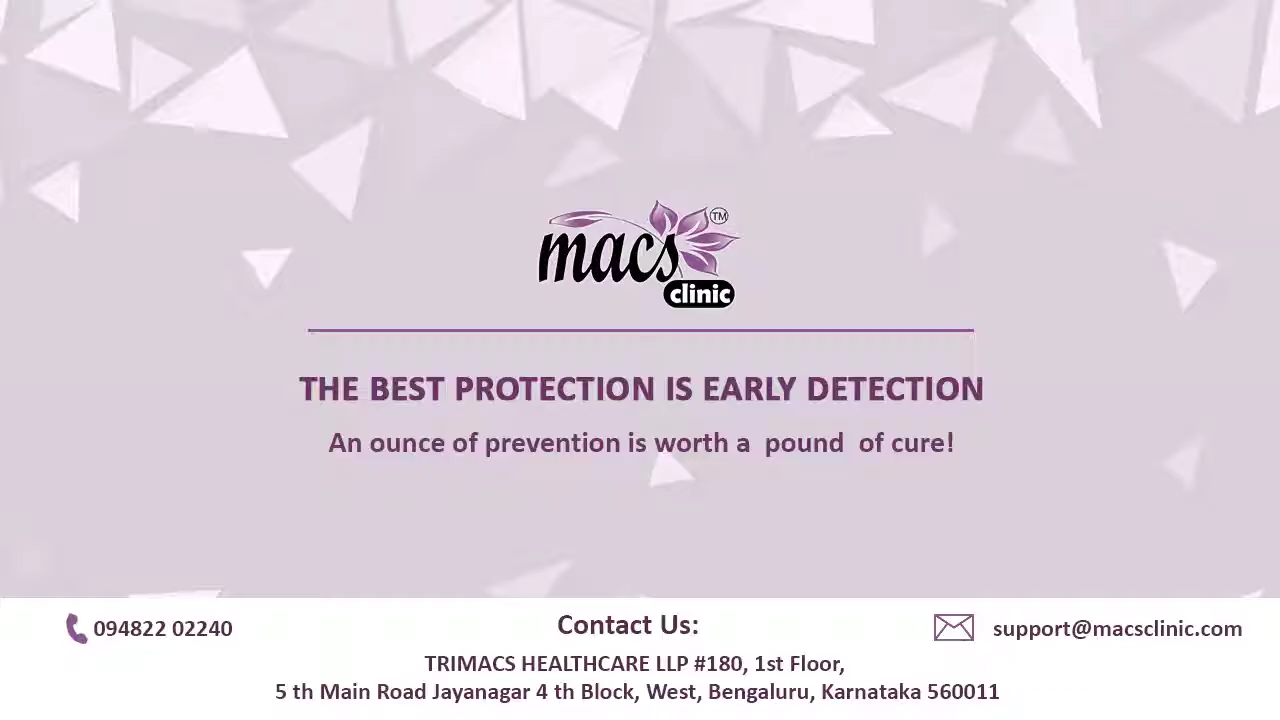 macs TM
clinic
THE BEST PROTECTION IS EARLY DETECTION
An ounce of prevention is worth a pound of cure!
094822 02240
Contact Us:
support@macsclinic.com
TRIMACS HEALTHCARE LLP #180, 1st Floor,
5 th Main Road Jayanagar 4 th Block, West, Bengaluru, Karnataka 560011